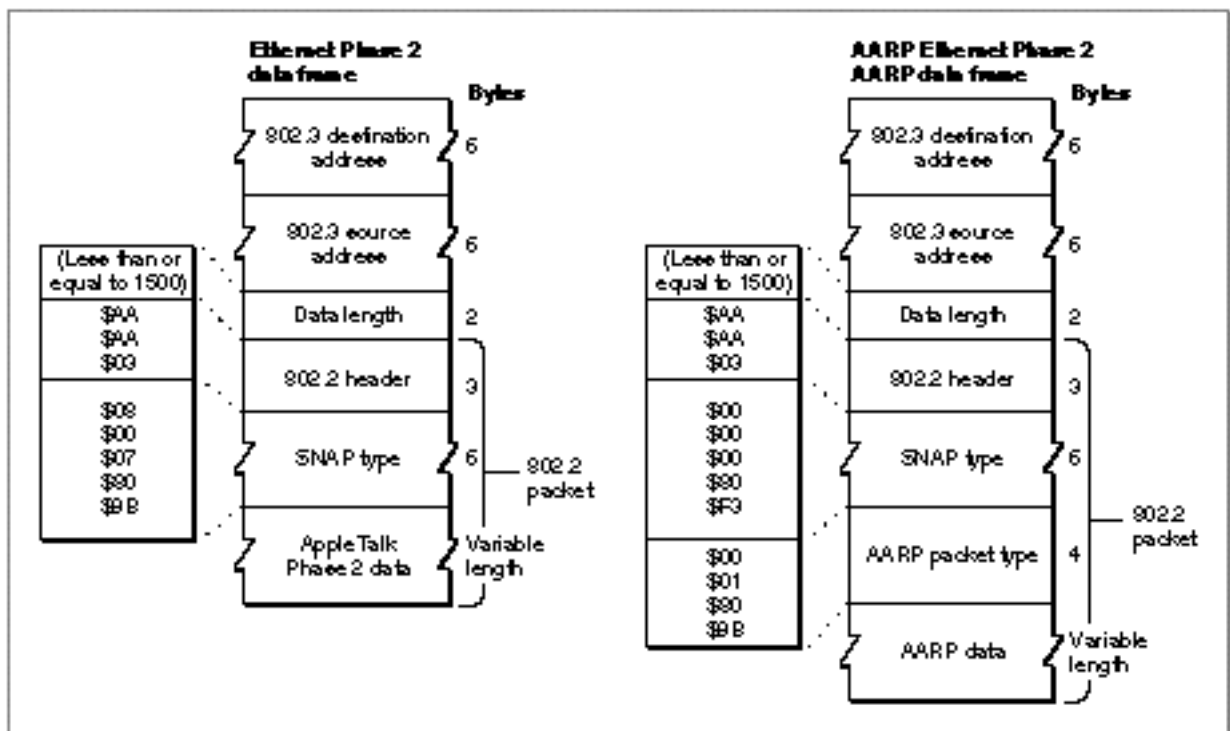 Ethernet Phase 2
data frame
Bytes
802.3 destination
address
6
802.3 source
address
6
Data length
2
802.2 header
3
SNAP type
5
AppleTalk
Phase 2 data
Variable
length
802.2
packet
(Less than or
equal to 1500)
$AA
$AA
$03
$08
$00
$07
$80
$9B
AARP Ethernet Phase 2
AARP data frame
Bytes
802.3 destination
address
6
802.3 source
address
6
Data length
2
802.2 header
3
SNAP type
5
AARP packet type
4
AARP data
Variable
length
802.2
packet
(Less than or
equal to 1500)
$AA
$AA
$03
$00
$00
$00
$80
$F3
$00
$01
$80
$9B